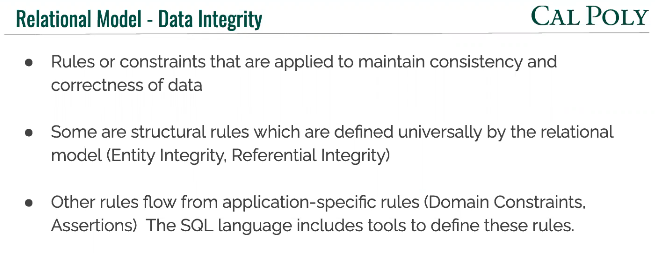 Relational Model - Data Integrity
CAL POLY
● Rules or constraints that are applied to maintain consistency and
correctness of data
● Some are structural rules which are defined universally by the relational
model (Entity Integrity, Referential Integrity)
● Other rules flow from application-specific rules (Domain Constraints,
Assertions)  The SQL language includes tools to define these rules.